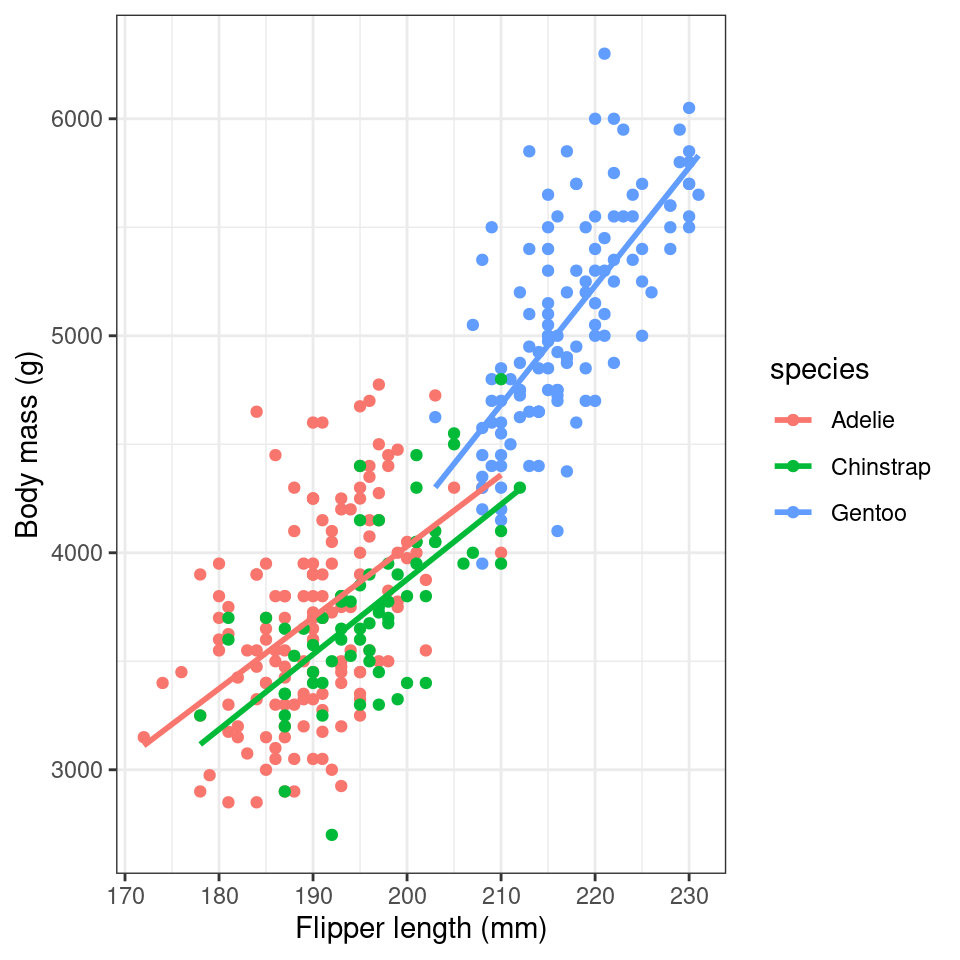 6000
5000
4000
3000
Body mass (g)
170 180 190 200 210 220 230
Flipper length (mm)
species
Adelie
Chinstrap
Gentoo